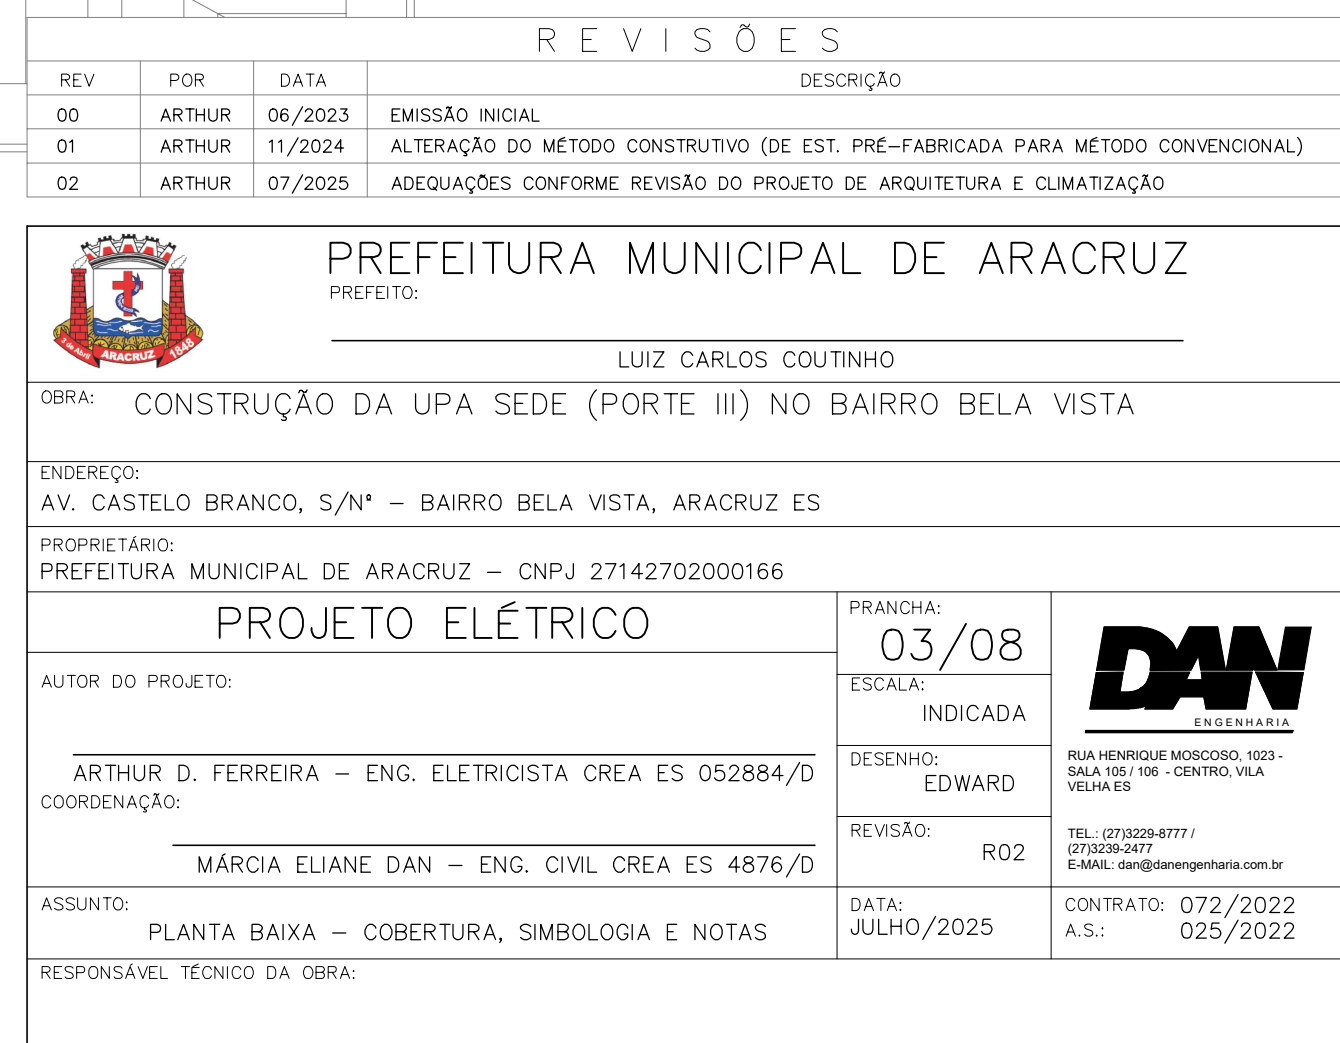 REVISÕES
REV POR DATA DESCRIÇÃO
00 ARTHUR 06/2023 EMISSÃO INICIAL
01 ARTHUR 11/2024 ALTERAÇÃO DO MÉTODO CONSTRUTIVO (DE EST. PRÉ-FABRICADA PARA MÉTODO CONVENCIONAL)
02 ARTHUR 07/2025 ADEQUAÇÕES CONFORME REVISÃO DO PROJETO DE ARQUITETURA E CLIMATIZAÇÃO
3 de Abril ARACRUZ 1848
PREFEITURA MUNICIPAL DE ARACRUZ
PREFEITO:
LUIZ CARLOS COUTINHO
OBRA: CONSTRUÇÃO DA UPA SEDE (PORTE III) NO BAIRRO BELA VISTA
ENDEREÇO:
AV. CASTELO BRANCO, S/Nº - BAIRRO BELA VISTA, ARACRUZ ES
PROPRIETÁRIO:
PREFEITURA MUNICIPAL DE ARACRUZ - CNPJ 27142702000166
PROJETO ELÉTRICO
AUTOR DO PROJETO:
ARTHUR D. FERREIRA - ENG. ELETRICISTA CREA ES 052884/D
COORDENAÇÃO:
MÁRCIA ELIANE DAN - ENG. CIVIL CREA ES 4876/D
PRANCHA:
03/08
ESCALA:
INDICADA
DESENHO:
EDWARD
REVISÃO:
R02
DAN
ENGENHARIA
RUA HENRIQUE MOSCOSO, 1023 -
SALA 105 / 106 - CENTRO, VILA
VELHA ES
TEL.: (27)3229-8777 /
(27)3239-2477
E-MAIL: dan@danengenharia.com.br
ASSUNTO:
PLANTA BAIXA - COBERTURA, SIMBOLOGIA E NOTAS
DATA:
JULHO/2025
CONTRATO: 072/2022
A.S.: 025/2022
RESPONSÁVEL TÉCNICO DA OBRA: